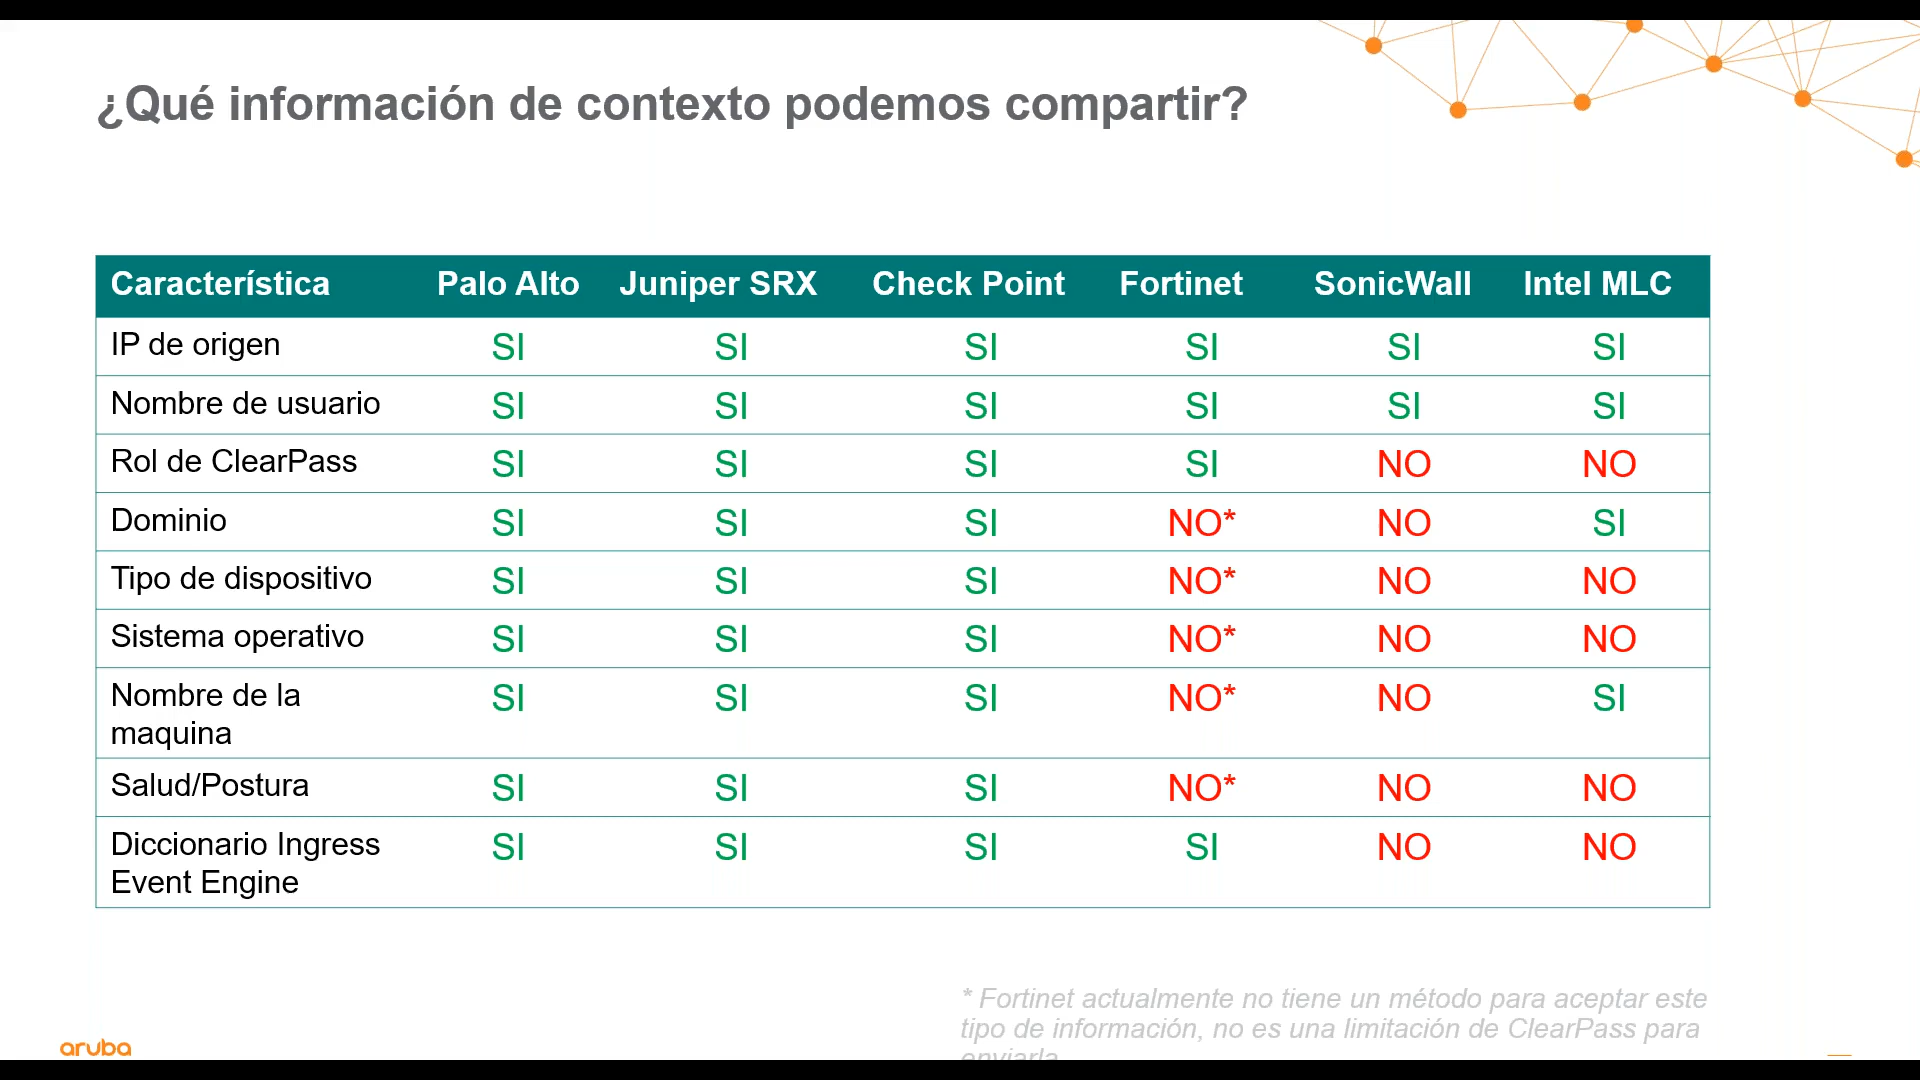 ¿Qué información de contexto podemos compartir?
Característica Palo Alto Juniper SRX Check Point Fortinet SonicWall Intel MLC
IP de origen SI SI SI SI SI SI
Nombre de usuario SI SI SI SI SI SI
Rol de ClearPass SI SI SI SI NO NO
Dominio SI SI SI NO* NO SI
Tipo de dispositivo SI SI SI NO* NO NO
Sistema operativo SI SI SI NO* NO NO
Nombre de la SI SI SI NO* NO SI
maquina
Salud/Postura SI SI SI NO* NO NO
Diccionario Ingress SI SI SI SI NO NO
Event Engine
* Fortinet actualmente no tiene un método para aceptar este
tipo de información, no es una limitación de ClearPass para
enviarla
aruba